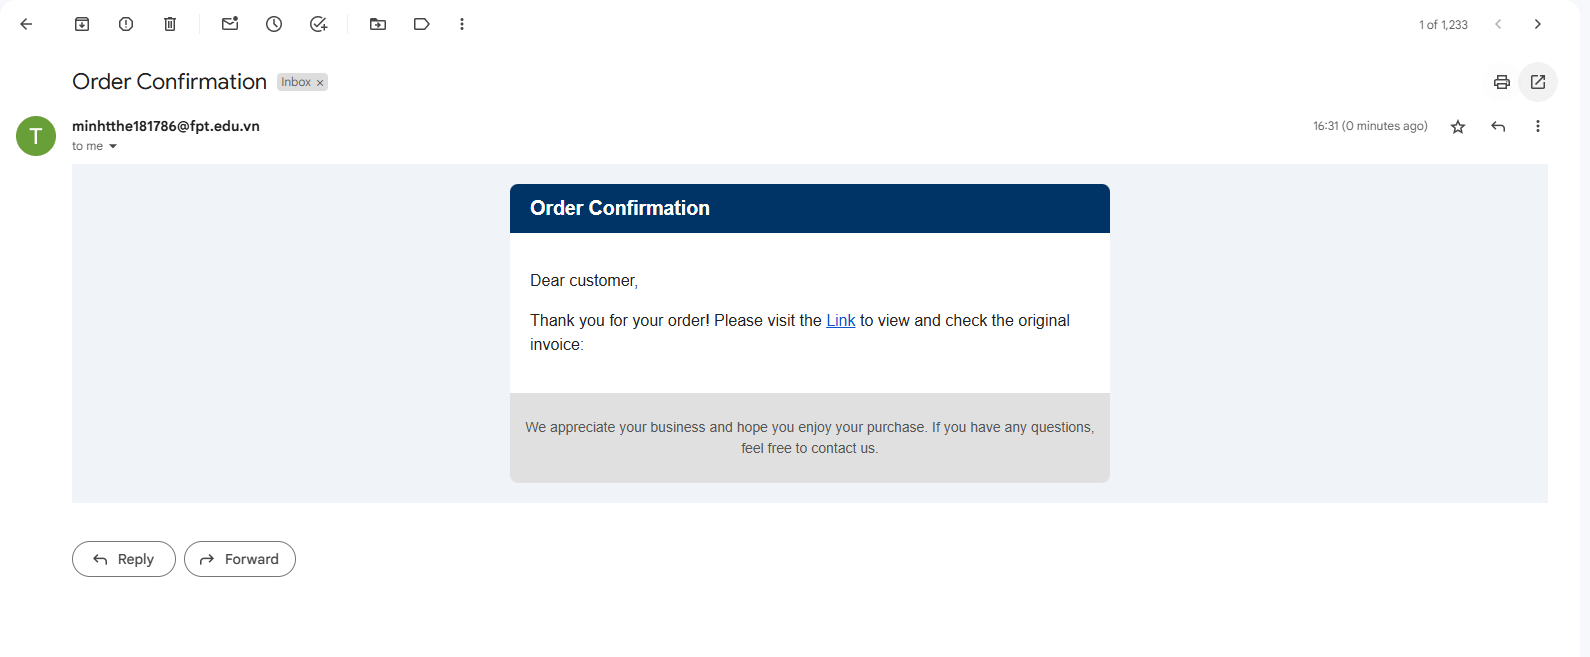 1 of 1,233
Order Confirmation Inbox ×
T
minhtthe181786@fpt.edu.vn
16:31 (0 minutes ago)
to me
Order Confirmation
Dear customer,
Thank you for your order! Please visit the Link to view and check the original
invoice:
We appreciate your business and hope you enjoy your purchase. If you have any questions,
feel free to contact us.
Reply
Forward